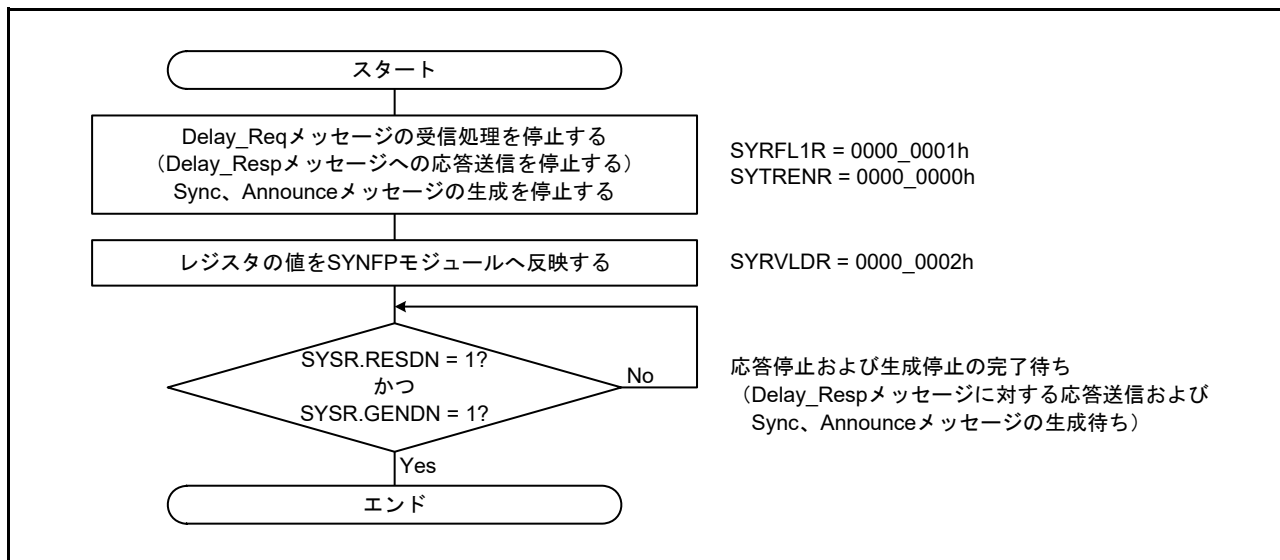 スタート
Delay_Reqメッセージの受信処理を停止する
（Delay_Respメッセージへの応答送信を停止する）
Sync、Announceメッセージの生成を停止する
SYRFL1R = 0000_0001h
SYTRENR = 0000_0000h
レジスタの値をSYNFPモジュールへ反映する
SYRVLDR = 0000_0002h
SYSR.RESDN = 1?
かつ
SYSR.GENDN = 1?
No
応答停止および生成停止の完了待ち
（Delay_Respメッセージに対する応答送信および
Sync、Announceメッセージの生成待ち）
Yes
エンド